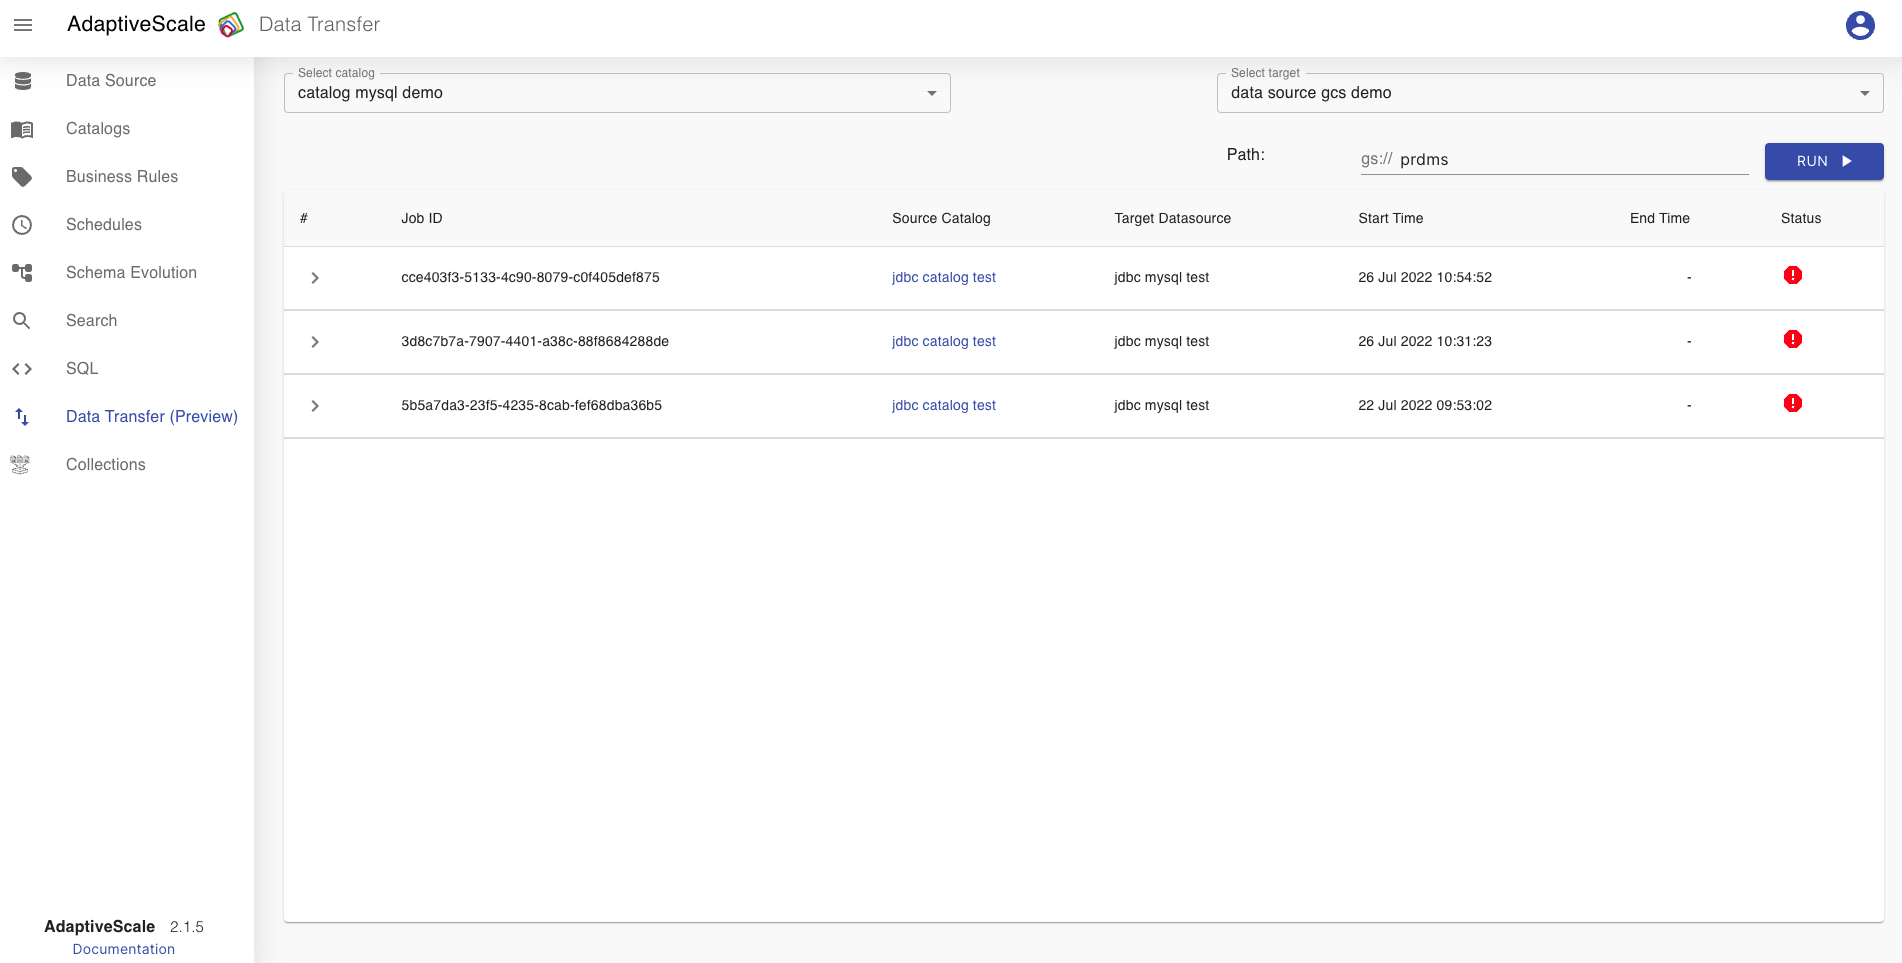 AdaptiveScale Data Transfer
Data Source
Catalogs
Business Rules
Schedules
Schema Evolution
Search
SQL
Data Transfer (Preview)
Collections
AdaptiveScale 2.1.5
Documentation
Select catalog
catalog mysql demo
Select target
data source gcs demo
Path: gs:// prdms RUN
# Job ID Source Catalog Target Datasource Start Time End Time Status
cce403f3-5133-4c90-8079-c0f405def875 jdbc catalog test jdbc mysql test 26 Jul 2022 10:54:52 -
3d8c7b7a-7907-4401-a38c-88f8684288de jdbc catalog test jdbc mysql test 26 Jul 2022 10:31:23 -
5b5a7da3-23f5-4235-8cab-fef68dba36b5 jdbc catalog test jdbc mysql test 22 Jul 2022 09:53:02 -